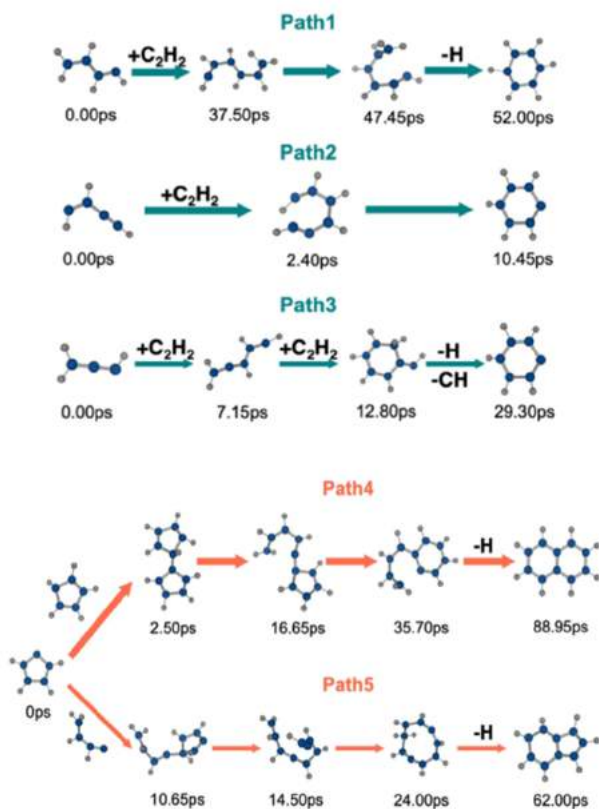 Path1
+C₂H₂
-H
0.00ps 37.50ps 47.45ps 52.00ps
Path2
+C₂H₂
0.00ps 2.40ps 10.45ps
Path3
+C₂H₂ +C₂H₂ -H
-CH
0.00ps 7.15ps 12.80ps 29.30ps
Path4
-H
2.50ps 16.65ps 35.70ps 88.95ps
0ps
Path5
-H
10.65ps 14.50ps 24.00ps 62.00ps